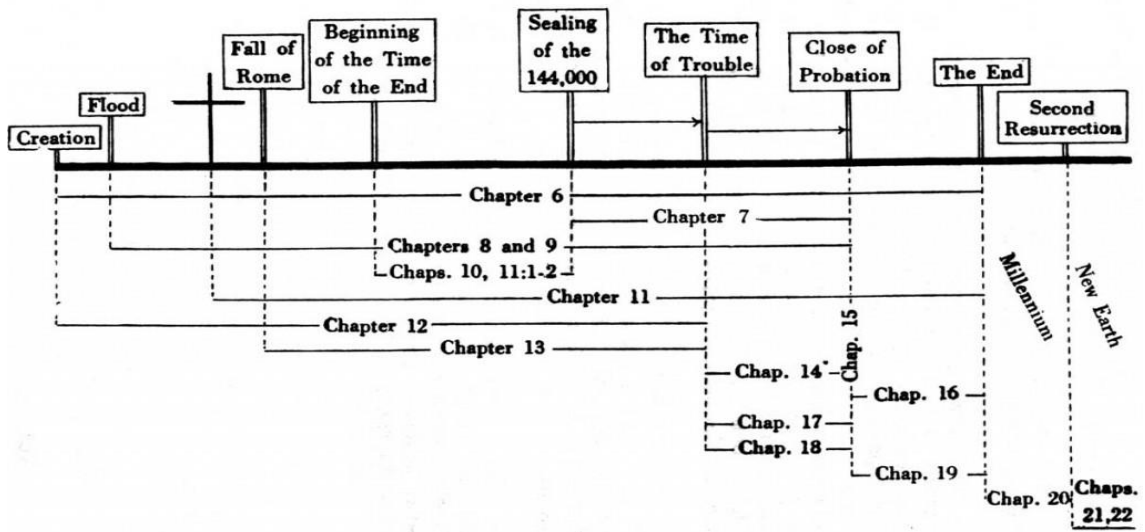 Creation
Flood
Fall of
Rome
Beginning
of the Time
of the End
Sealing
of the
144,000
The Time
of Trouble
Close of
Probation
The End
Second
Resurrection
Chapter 6
Chapter 7
Chapters 8 and 9
Chaps. 10, 11:1-2
Chapter 11
Chapter 12
Chapter 13
Chap. 14
Chap. 15
Chap. 16
Chap. 17
Chap. 18
Chap. 19
Chap. 20
Chaps.
21,22
Millennium
New Earth